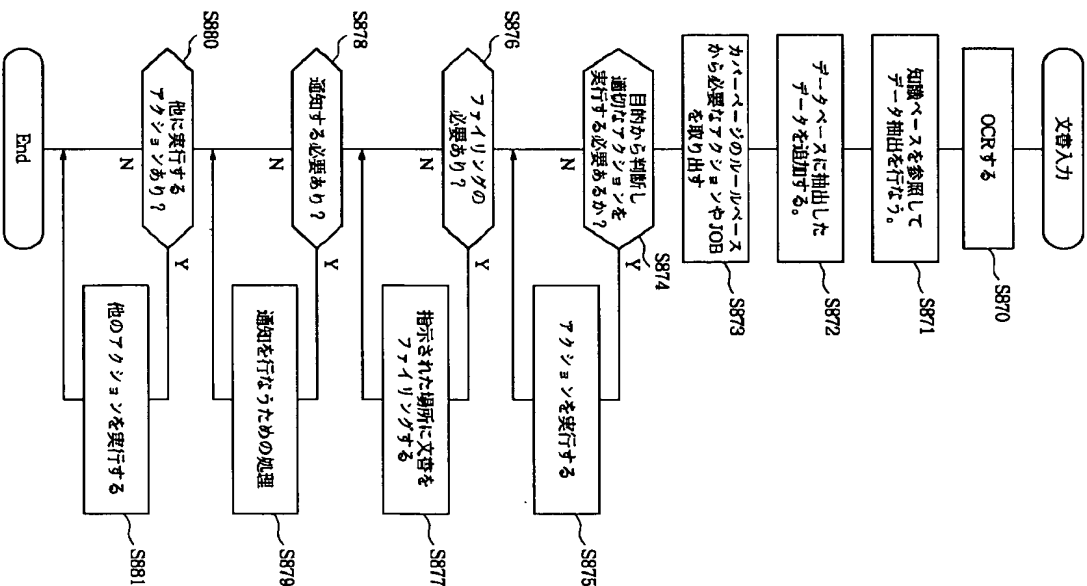 文書入力
OCRする
S870
知識ベースを参照して
データ抽出を行なう。
S871
データベースに抽出した
データを追加する。
S872
カバーページのルールベース
から必要なアクションやJOB
を取り出す
S873
目的から判断し
適切なアクションを
実行する必要あるか?
S874
Y
N
アクションを実行する
S875
ファイリングの
必要あり?
S876
Y
N
指示された場所に文書を
ファイリングする
S877
通知する必要あり?
S878
Y
N
通知を行なうための処理
S879
他に実行する
アクションあり?
S880
Y
N
他のアクションを実行する
S881
End